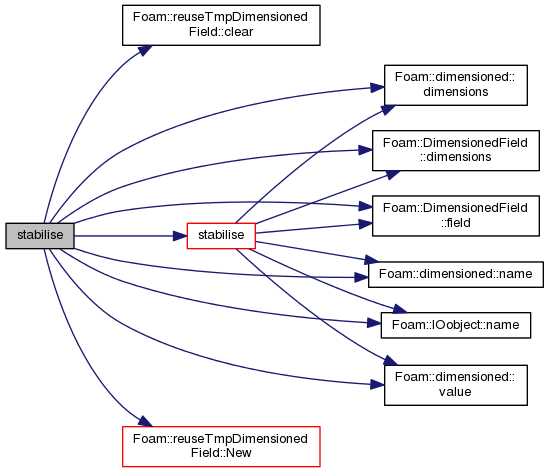 Foam::reuseTmpDimensioned
Field::clear
Foam::dimensioned::
dimensions
Foam::DimensionedField
::dimensions
Foam::DimensionedField
::field
stabilise
stabilise
Foam::dimensioned::name
Foam::IOobject::name
Foam::dimensioned::
value
Foam::reuseTmpDimensioned
Field::New